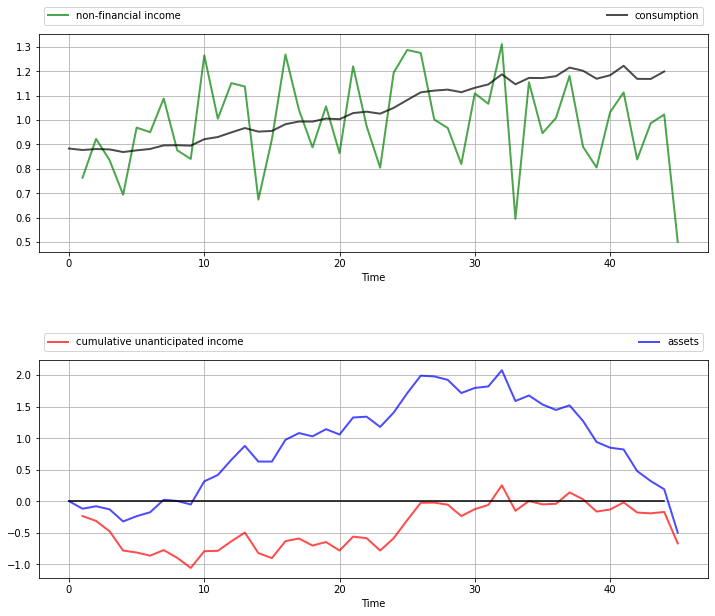 non-financial income consumption
1.3
1.2
1.1
1.0
0.9
0.8
0.7
0.6
0.5
0 10 20 30 40
Time
cumulative unanticipated income assets
2.0
1.5
1.0
0.5
0.0
−0.5
−1.0
0 10 20 30 40
Time